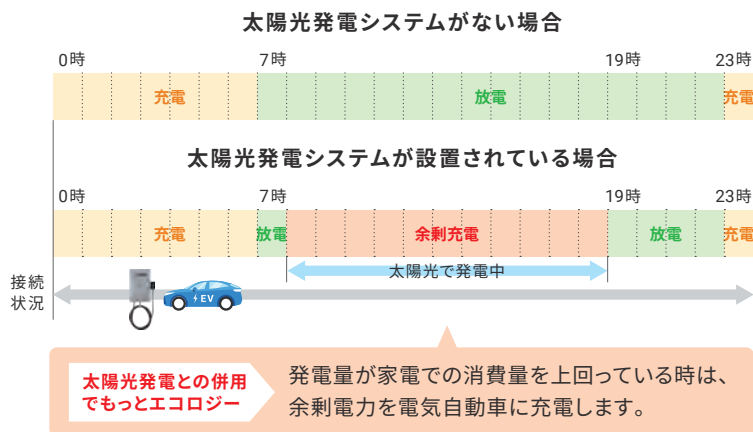 太陽光発電システムがない場合
0時 7時 19時 23時
充電 放電 充電
太陽光発電システムが設置されている場合
0時 7時 19時 23時
充電 放電 余剰充電 放電 充電
太陽光で発電中
接続
状況
EV
太陽光発電との併用
でもっとエコロジー
発電量が家電での消費量を上回っている時は、
余剰電力を電気自動車に充電します。